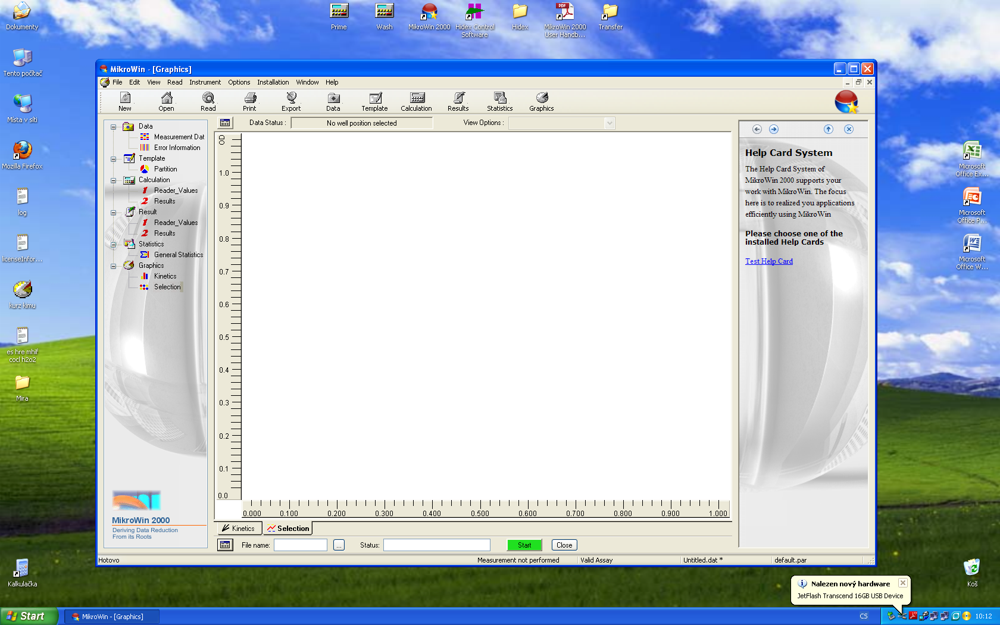 Dokumenty
Tento počítač
Místa v síti
Mozilla Firefox
log
licenseInfor...
kurz kimu
es hre mhif
cocl h2o2
Mira
Kalkulačka
Prime
Wash
MikroWin 2000
Hidex Control
Software
Hidex
MikroWin 2000
User Handb...
Transfer
Microsoft
Office Ex...
Microsoft
Office P...
Microsoft
Office W...
Koš
MikroWin - [Graphics]
File Edit View Read Instrument Options Installation Window Help
New Open Read Print Export Data Template Calculation Results Statistics Graphics
Data Status : No well position selected View Options :
Data
Measurement Dat
Error Information
Template
Partition
Calculation
1 Reader_Values
2 Results
Result
1 Reader_Values
2 Results
Statistics
General Statistics
Graphics
Kinetics
Selection
MikroWin 2000
Deriving Data Reduction
From its Roots
OD
1.0
0.9
0.8
0.7
0.6
0.5
0.4
0.3
0.2
0.1
0.0
0.000 0.100 0.200 0.300 0.400 0.500 0.600 0.700 0.800 0.900 1.000
Kinetics Selection
File name: ... Status: Start Close
Help Card System
The Help Card System of
MikroWin 2000 supports your
work with MikroWin. The focus
here is to realized you applications
efficiently using MikroWin
Please choose one of the
installed Help Cards
Test Help Card
Hotovo Measurement not performed Valid Assay Untitled.dat * default.par
Nalezen nový hardware
JetFlash Transcend 16GB USB Device
Start MikroWin - [Graphics] CS 10:12